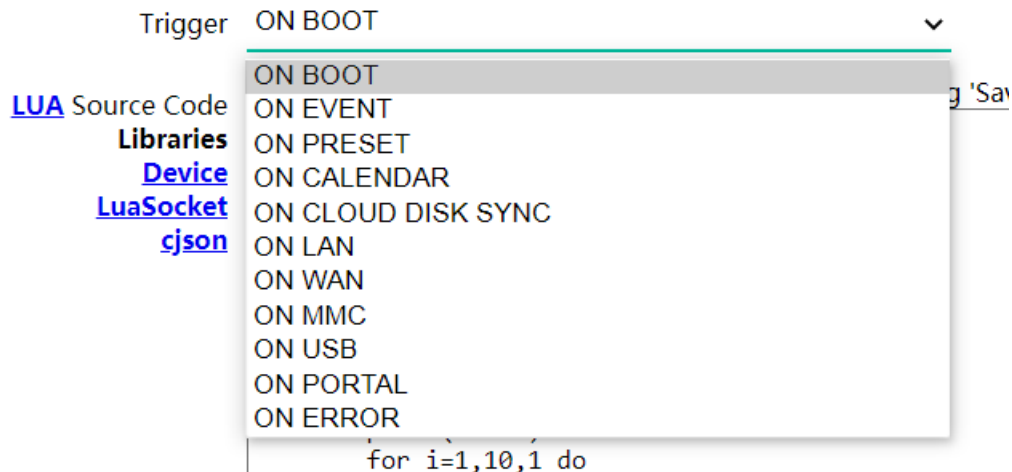 Trigger ON BOOT
ON BOOT
LUA Source Code
ON EVENT
Libraries
ON PRESET
Device
ON CALENDAR
LuaSocket
ON CLOUD DISK SYNC
cjson
ON LAN
ON WAN
ON MMC
ON USB
ON PORTAL
ON ERROR
for i=1,10,1 do